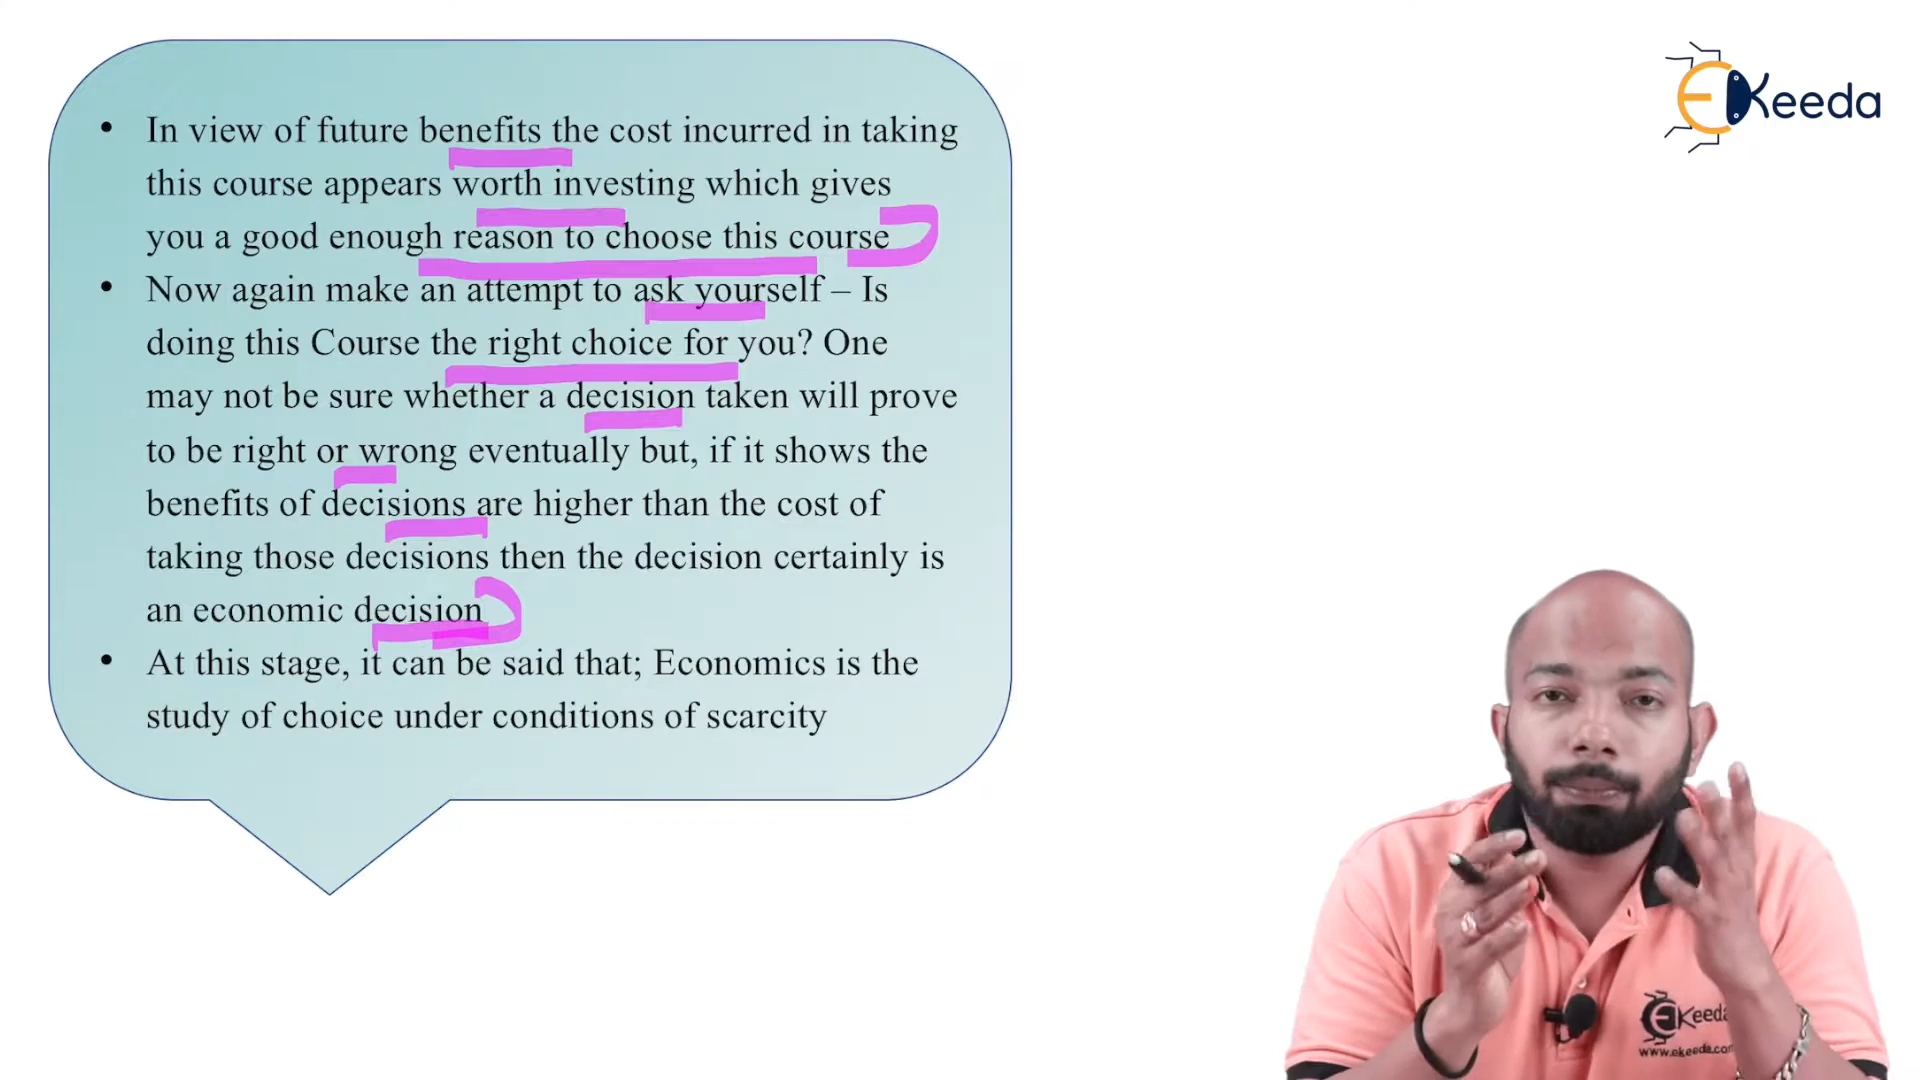 • In view of future benefits the cost incurred in taking
this course appears worth investing which gives
you a good enough reason to choose this course
• Now again make an attempt to ask yourself – Is
doing this Course the right choice for you? One
may not be sure whether a decision taken will prove
to be right or wrong eventually but, if it shows the
benefits of decisions are higher than the cost of
taking those decisions then the decision certainly is
an economic decision
• At this stage, it can be said that; Economics is the
study of choice under conditions of scarcity
EKeeda
EKeeda
www.ekeeda.com